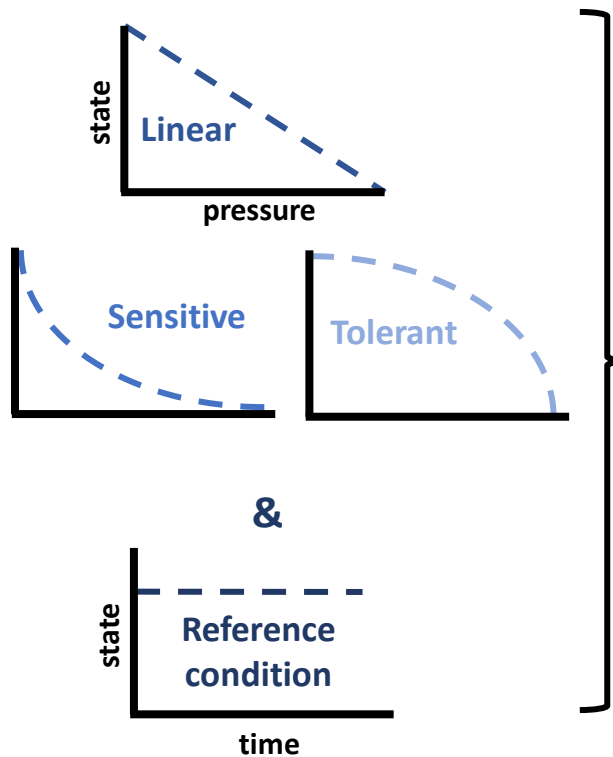 state
Linear
pressure
Sensitive
Tolerant
&
state
Reference
condition
time